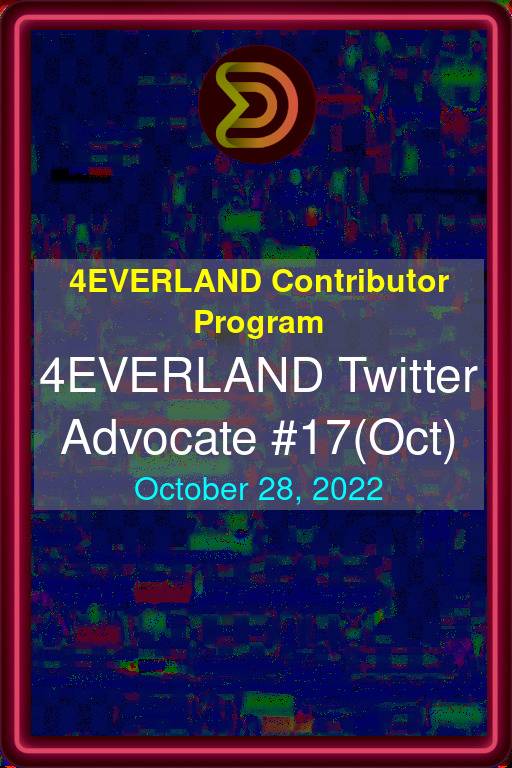 4EVERLAND Contributor
Program
4EVERLAND Twitter
Advocate #17(Oct)
October 28, 2022